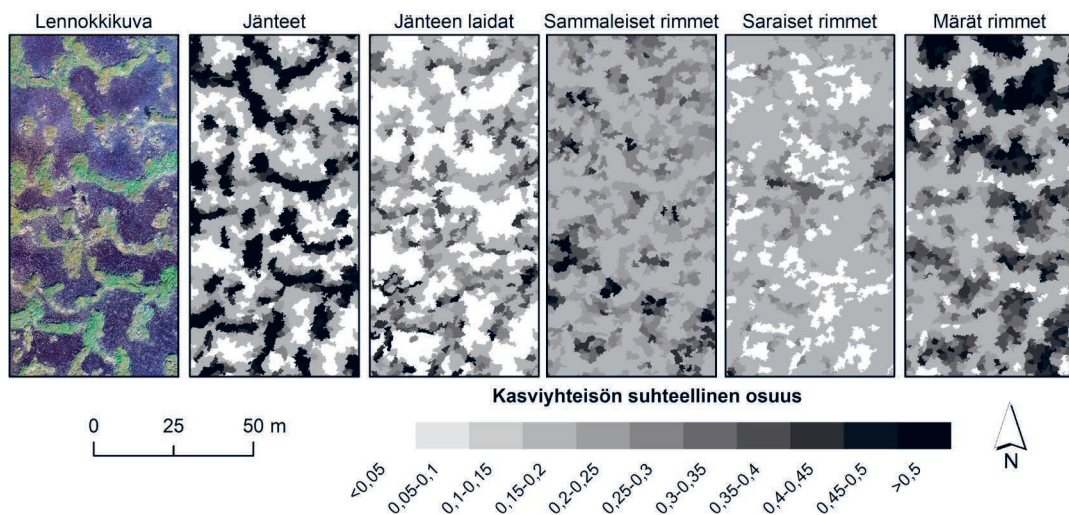 Lennokkikuva Jänteet Jänteen laidat Sammaleiset rimmet Saraiset rimmet Märät rimmet
Kasviyhteisön suhteellinen osuus
0 25 50 m
<0,05 0,05-0,1 0,1-0,15 0,15-0,2 0,2-0,25 0,25-0,3 0,3-0,35 0,35-0,4 0,4-0,45 0,45-0,5 >0,5
N